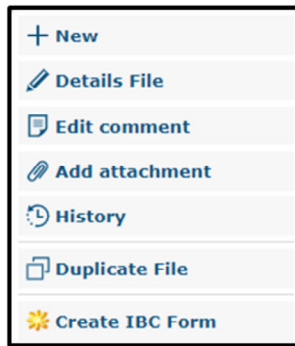 New
Details File
Edit comment
Add attachment
History
Duplicate File
Create IBC Form